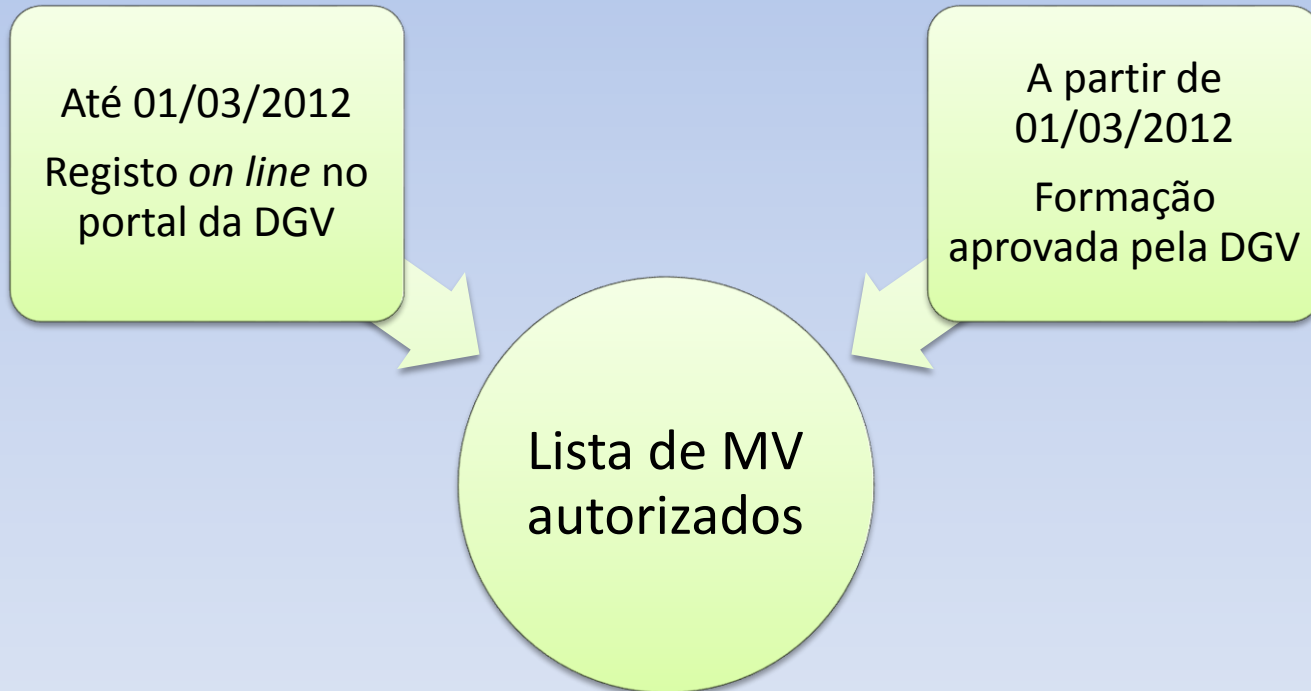 Até 01/03/2012
Registo on line no
portal da DGV
A partir de
01/03/2012
Formação
aprovada pela DGV
Lista de MV
autorizados